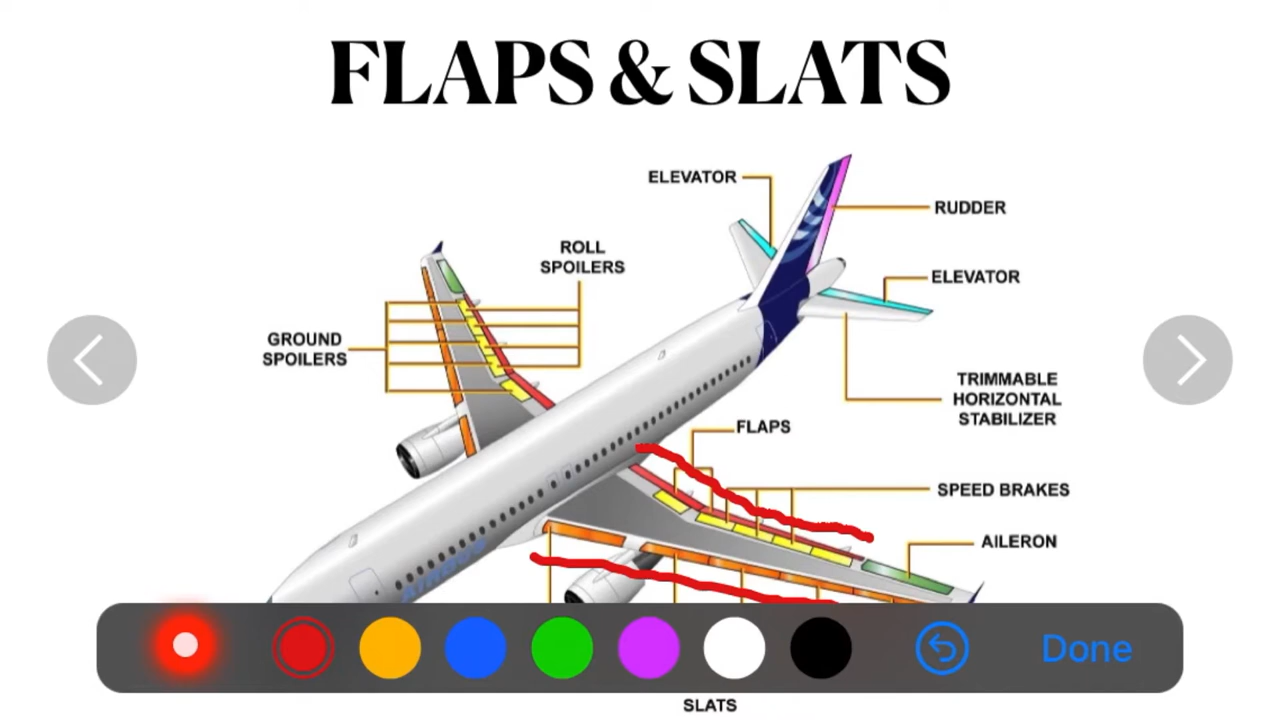 FLAPS & SLATS
ELEVATOR
RUDDER
ROLL
SPOILERS
ELEVATOR
GROUND
SPOILERS
TRIMMABLE
HORIZONTAL
STABILIZER
FLAPS
SPEED BRAKES
AILERON
Done
SLATS